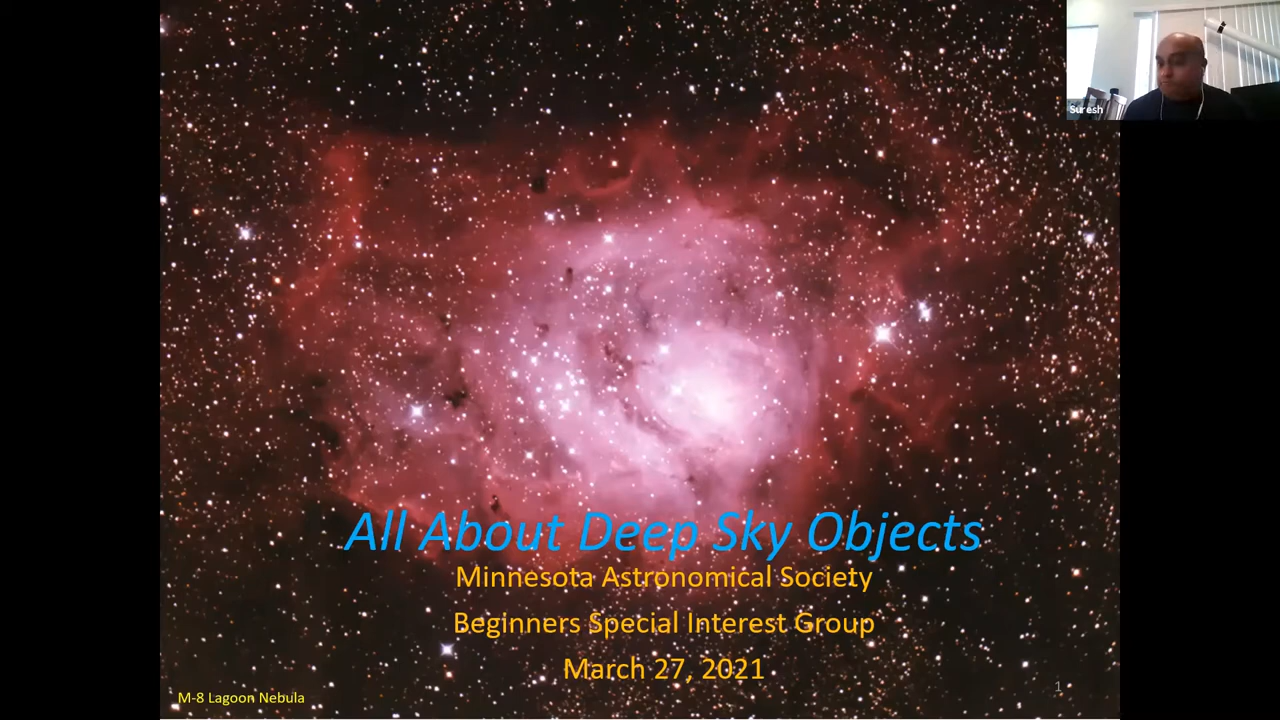 Suresh
All About Deep Sky Objects
Minnesota Astronomical Society
Beginners Special Interest Group
March 27, 2021
M-8 Lagoon Nebula
1